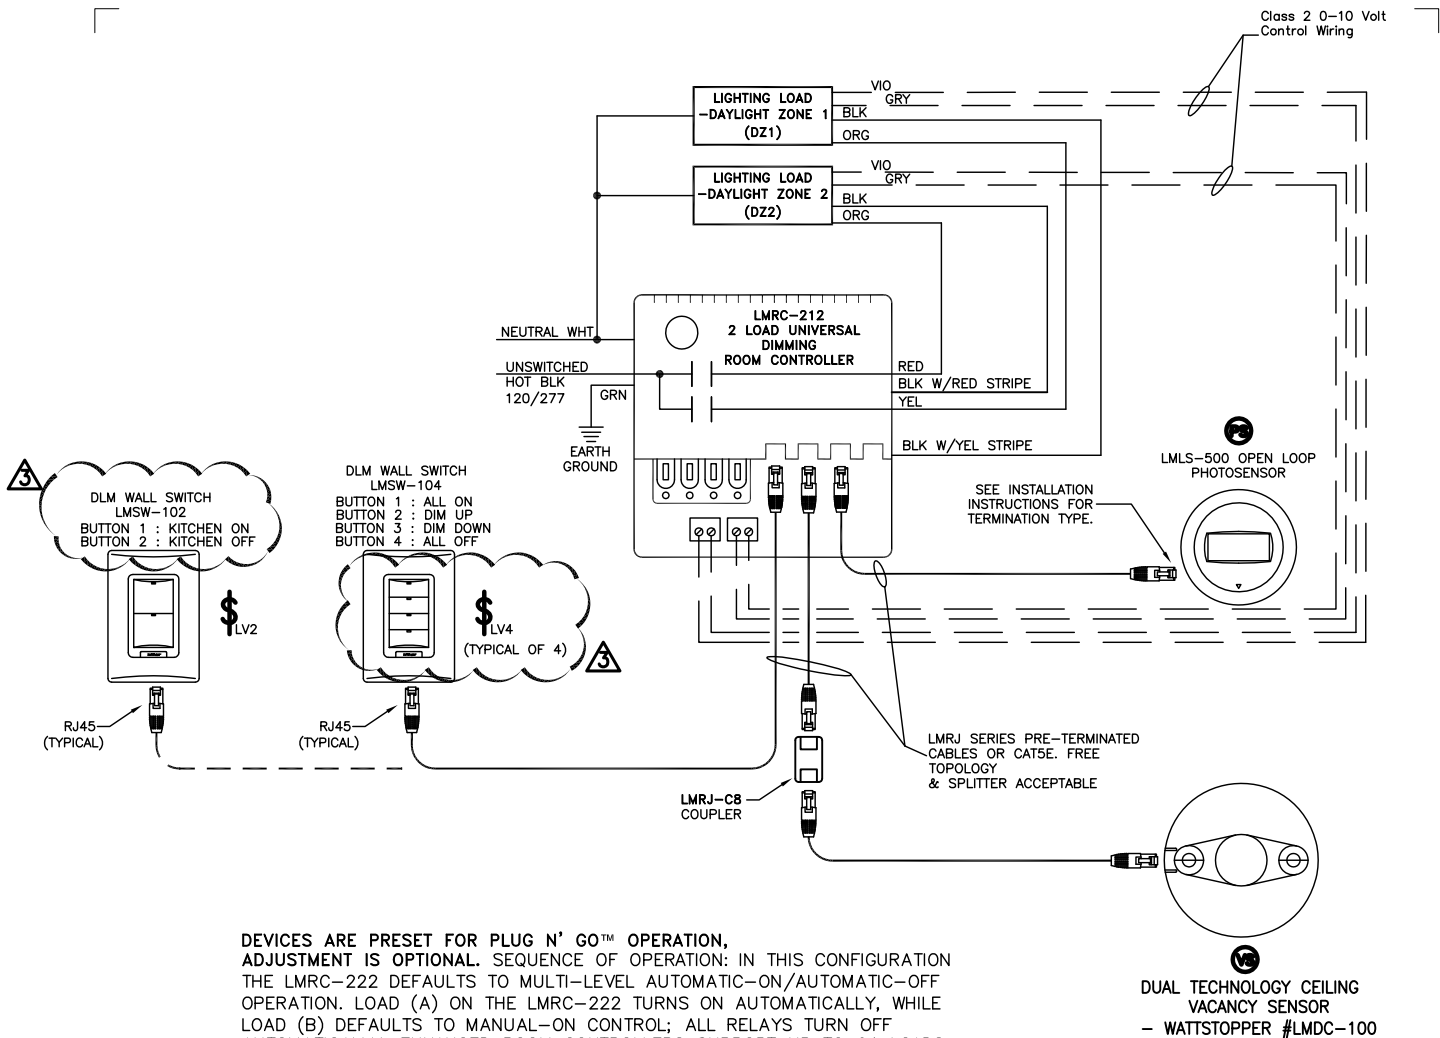 Class 2 0-10 Volt
Control Wiring
LIGHTING LOAD
-DAYLIGHT ZONE 1
(DZ1)
VIO
GRY
BLK
ORG
LIGHTING LOAD
-DAYLIGHT ZONE 2
(DZ2)
VIO
GRY
BLK
ORG
LMRC-212
2 LOAD UNIVERSAL
DIMMING
ROOM CONTROLLER
NEUTRAL WHT
UNSWITCHED
HOT BLK
120/277
GRN
EARTH
GROUND
RED
BLK W/RED STRIPE
YEL
BLK W/YEL STRIPE
PS
LMLS-500 OPEN LOOP
PHOTOSENSOR
SEE INSTALLATION
INSTRUCTIONS FOR
TERMINATION TYPE.
3
DLM WALL SWITCH
LMSW-102
BUTTON 1 : KITCHEN ON
BUTTON 2 : KITCHEN OFF
$
LV2
DLM WALL SWITCH
LMSW-104
BUTTON 1 : ALL ON
BUTTON 2 : DIM UP
BUTTON 3 : DIM DOWN
BUTTON 4 : ALL OFF
$
LV4
(TYPICAL OF 4)
3
RJ45
(TYPICAL)
RJ45
(TYPICAL)
LMRJ SERIES PRE-TERMINATED
CABLES OR CAT5E. FREE
TOPOLOGY
& SPLITTER ACCEPTABLE
LMRJ-C8
COUPLER
VS
DUAL TECHNOLOGY CEILING
VACANCY SENSOR
- WATTSTOPPER #LMDC-100
DEVICES ARE PRESET FOR PLUG N' GO™ OPERATION,
ADJUSTMENT IS OPTIONAL. SEQUENCE OF OPERATION: IN THIS CONFIGURATION
THE LMRC-222 DEFAULTS TO MULTI-LEVEL AUTOMATIC-ON/AUTOMATIC-OFF
OPERATION. LOAD (A) ON THE LMRC-222 TURNS ON AUTOMATICALLY, WHILE
LOAD (B) DEFAULTS TO MANUAL-ON CONTROL; ALL RELAYS TURN OFF